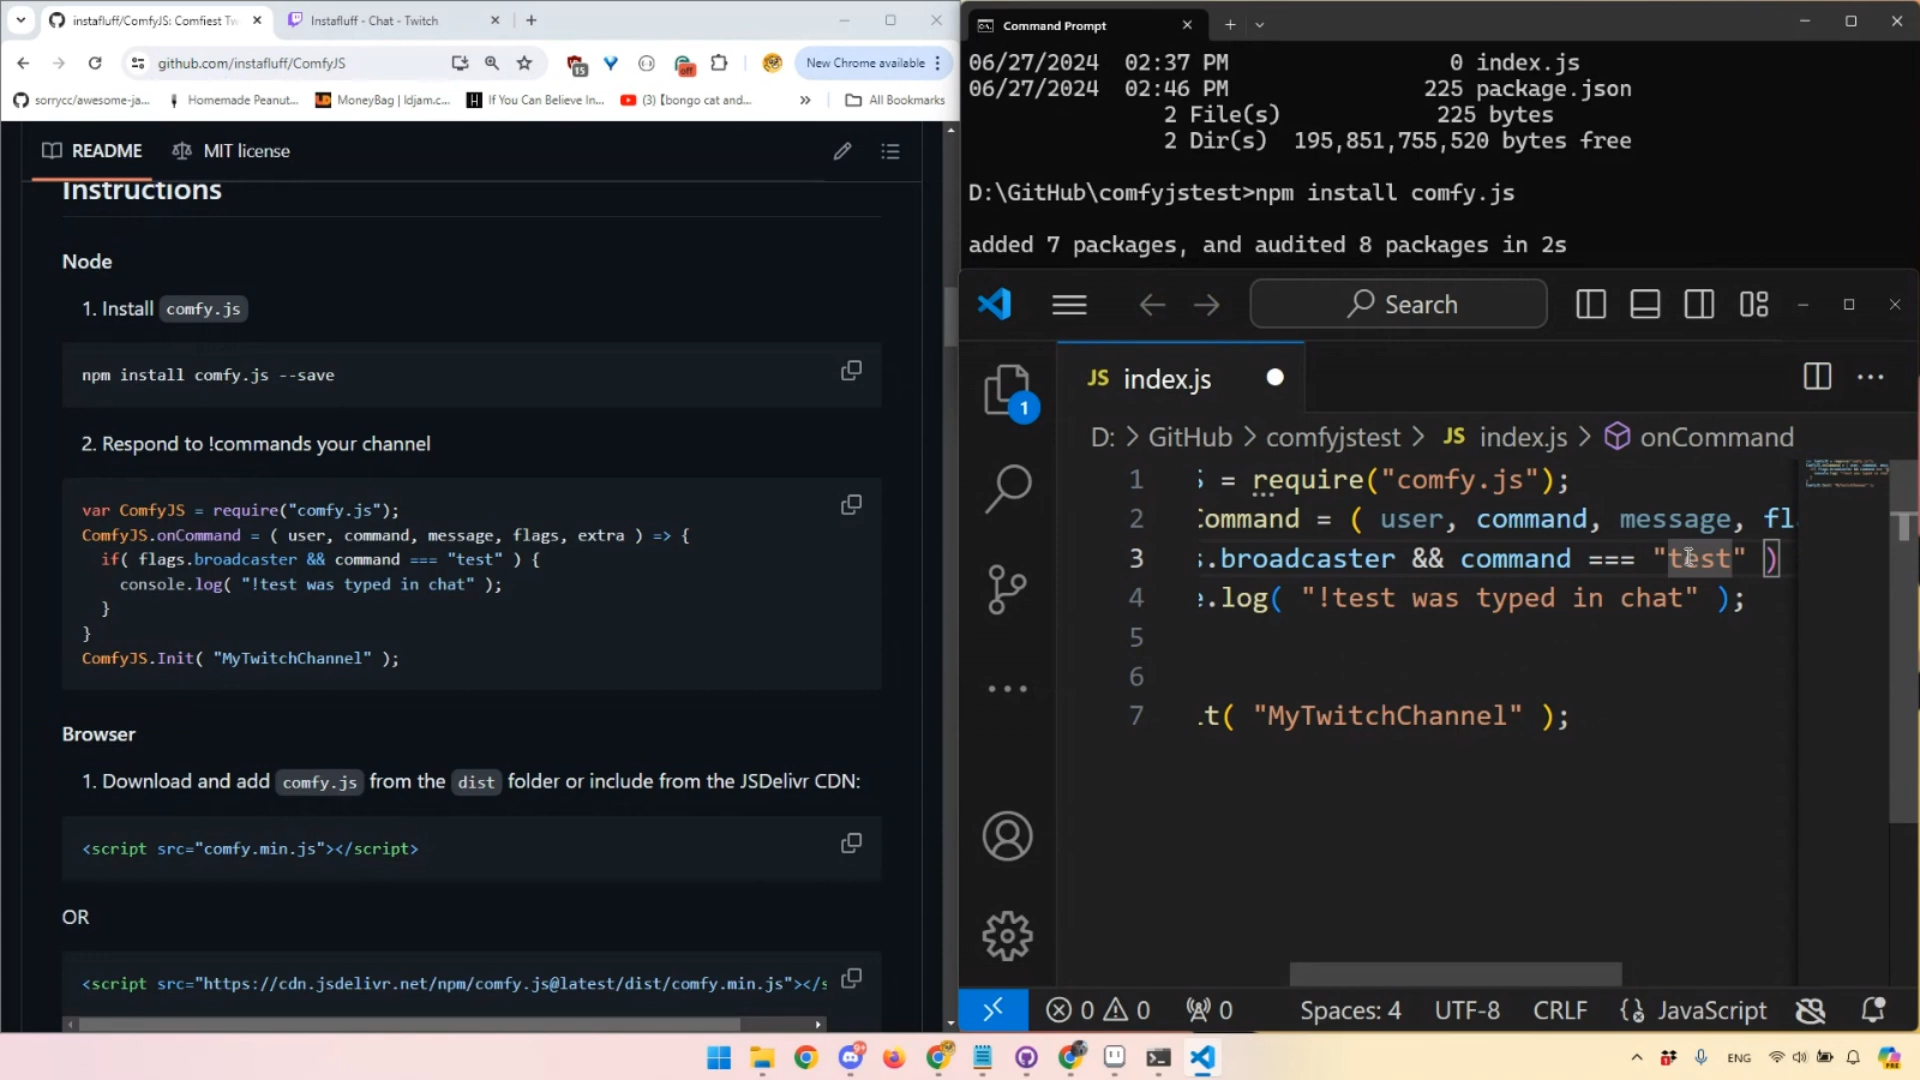 instafluff/ComfyJS: Comfiest Tw
Instafluff - Chat - Twitch
github.com/instafluff/ComfyJS
15
off
New Chrome available
sorrycc/awesome-ja...
Homemade Peanut...
MoneyBag | ldjam.c...
If You Can Believe In...
(3)【bongo cat and...
All Bookmarks
README
MIT license
Instructions
Node
1. Install comfy.js
npm install comfy.js --save
2. Respond to !commands your channel
var ComfyJS = require("comfy.js");
ComfyJS.onCommand = ( user, command, message, flags, extra ) => {
if( flags.broadcaster && command === "test" ) {
console.log( "!test was typed in chat" );
}
}
ComfyJS.Init( "MyTwitchChannel" );
Browser
1. Download and add comfy.js from the dist folder or include from the JSDelivr CDN:
<script src="comfy.min.js"></script>
OR
<script src="https://cdn.jsdelivr.net/npm/comfy.js@latest/dist/comfy.min.js"></s
Command Prompt
06/27/2024 02:37 PM 0 index.js
06/27/2024 02:46 PM 225 package.json
2 File(s) 225 bytes
2 Dir(s) 195,851,755,520 bytes free
D:\GitHub\comfyjstest>npm install comfy.js
added 7 packages, and audited 8 packages in 2s
Search
1
JS index.js
D: > GitHub > comfyjstest > JS index.js > onCommand
1 S = require("comfy.js");
2 Command = ( user, command, message, fl
3 s.broadcaster && command === "test" )
4 e.log( "!test was typed in chat" );
5
6
7 .t( "MyTwitchChannel" );
0 0 0 Spaces: 4 UTF-8 CRLF {} JavaScript
9+
ENG